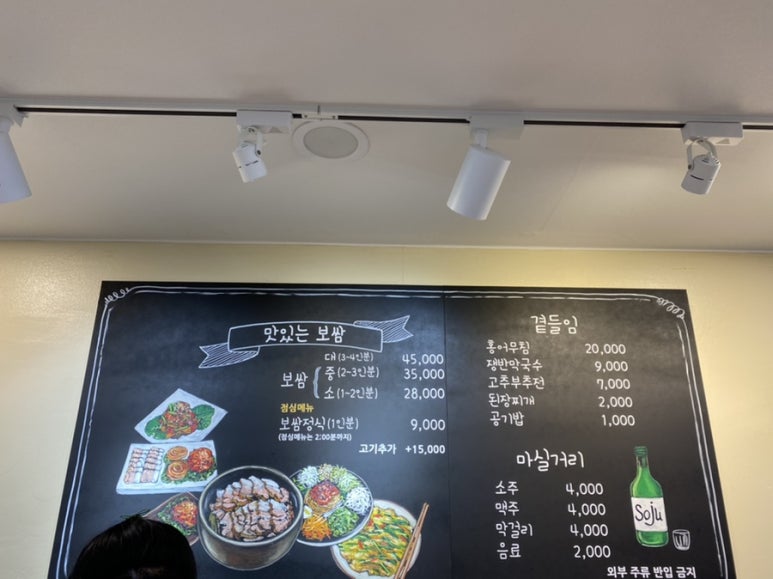 맛있는 보쌈
보쌈
대 (3~4인분) 45,000
중 (2~3인분) 35,000
소 (1~2인분) 28,000
점심메뉴
보쌈정식 (1인분) 9,000
(점심메뉴는 2:00분까지)
고기추가 +15,000
곁들임
홍어무침 20,000
쟁반막국수 9,000
고추부추전 7,000
된장찌개 2,000
공기밥 1,000
마실거리
소주 4,000
맥주 4,000
막걸리 4,000
음료 2,000
Soju
외부 주류 반입 금지